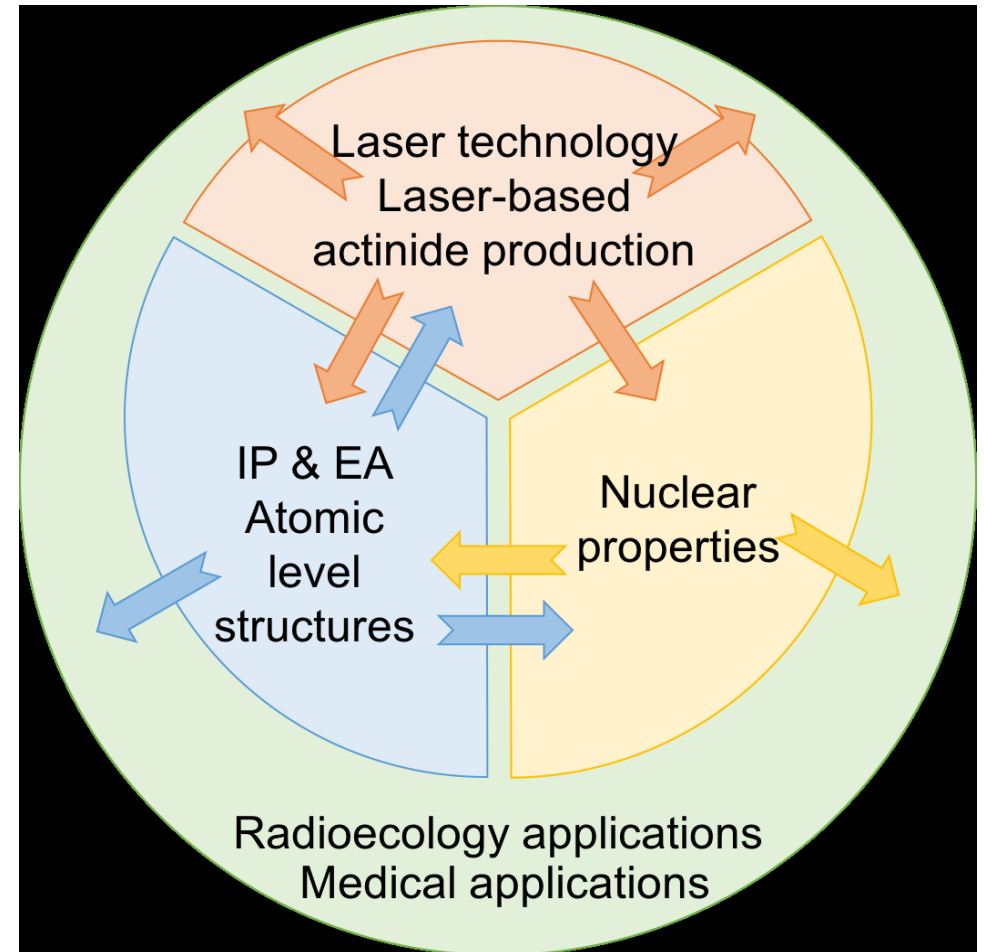 Laser technology
Laser-based
actinide production
IP & EA
Atomic
level
structures
Nuclear
properties
Radioecology applications
Medical applications